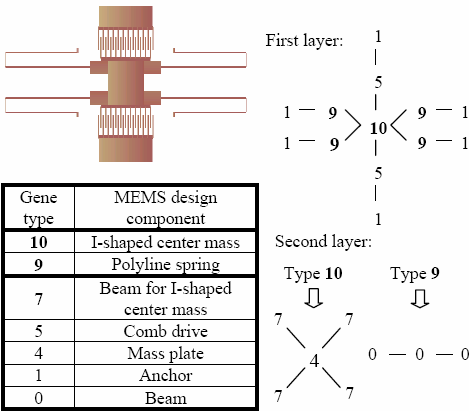 First layer:
1
5
1 9 9 1
10
1 9 9 1
5
1
Gene type MEMS design component
10 I-shaped center mass
9 Polyline spring
7 Beam for I-shaped center mass
5 Comb drive
4 Mass plate
1 Anchor
0 Beam
Second layer:
Type 10 Type 9
7 7
4
0 0 0
7 7